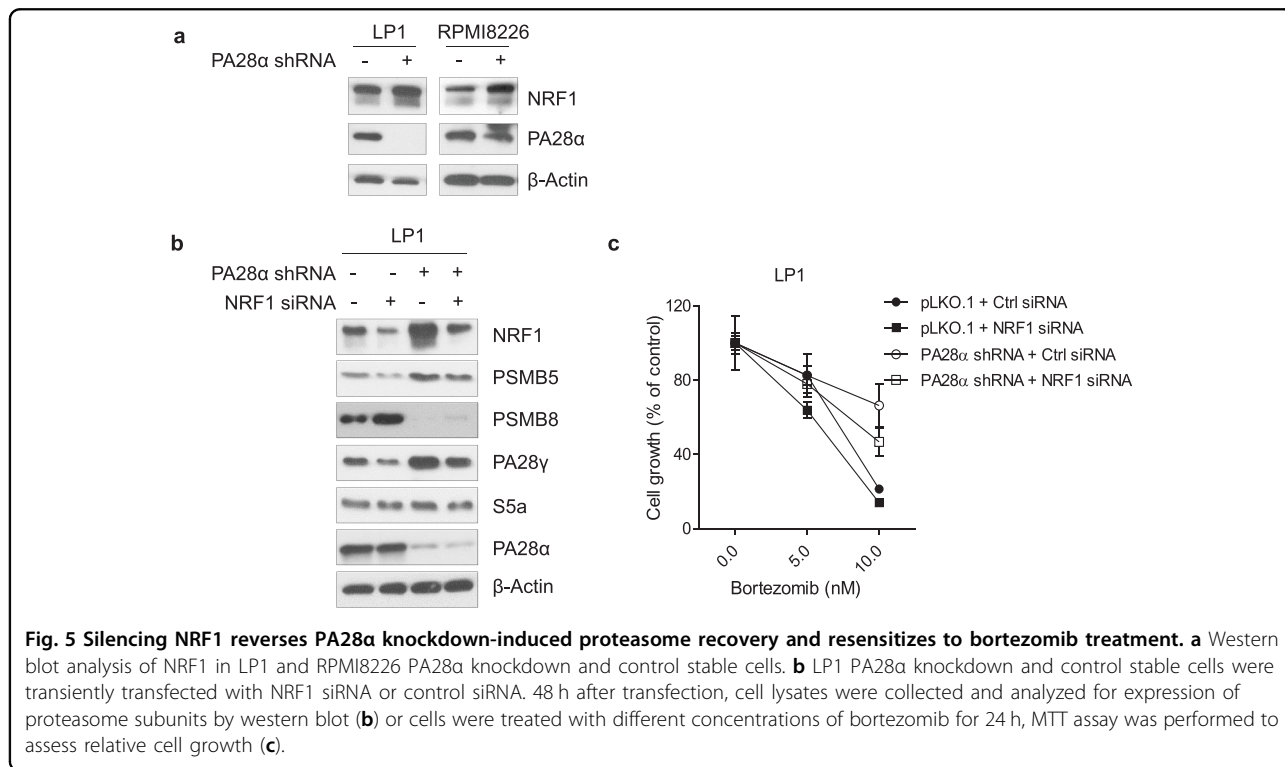 a
LP1 RPMI8226
PA28α shRNA - + - +
NRF1
PA28α
β-Actin
b
LP1
PA28α shRNA - - + +
NRF1 siRNA - + - +
NRF1
PSMB5
PSMB8
PA28γ
S5a
PA28α
β-Actin
c
LP1
120
80
40
0
Cell growth (% of control)
0.0 5.0 10.0
Bortezomib (nM)
pLKO.1 + Ctrl siRNA
pLKO.1 + NRF1 siRNA
PA28α shRNA + Ctrl siRNA
PA28α shRNA + NRF1 siRNA
Fig. 5 Silencing NRF1 reverses PA28α knockdown-induced proteasome recovery and resensitizes to bortezomib treatment. a Western
blot analysis of NRF1 in LP1 and RPMI8226 PA28α knockdown and control stable cells. b LP1 PA28α knockdown and control stable cells were
transiently transfected with NRF1 siRNA or control siRNA. 48 h after transfection, cell lysates were collected and analyzed for expression of
proteasome subunits by western blot (b) or cells were treated with different concentrations of bortezomib for 24 h, MTT assay was performed to
assess relative cell growth (c).